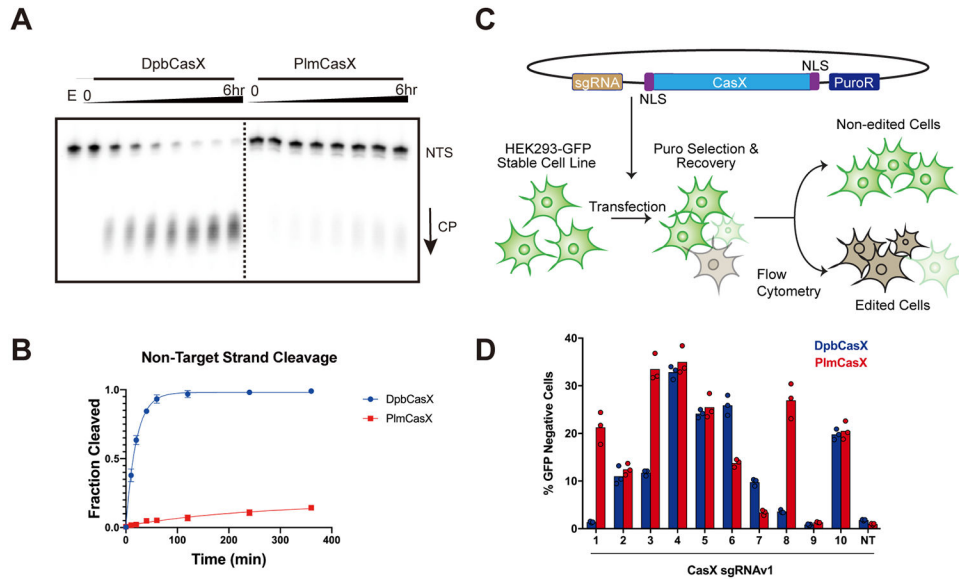 A
DpbCasX
PlmCasX
E 0
6hr
0
6hr
NTS
CP
B
Non-Target Strand Cleavage
Fraction Cleaved
1.0
0.5
0.0
0
100
200
300
400
Time (min)
DpbCasX
PlmCasX
C
sgRNA
NLS
CasX
NLS
PuroR
HEK293-GFP
Stable Cell Line
Transfection
Puro Selection &
Recovery
Non-edited Cells
Flow
Cytometry
Edited Cells
D
DpbCasX
PlmCasX
% GFP Negative Cells
40
30
20
10
0
1 2 3 4 5 6 7 8 9 10 NT
CasX sgRNAv1